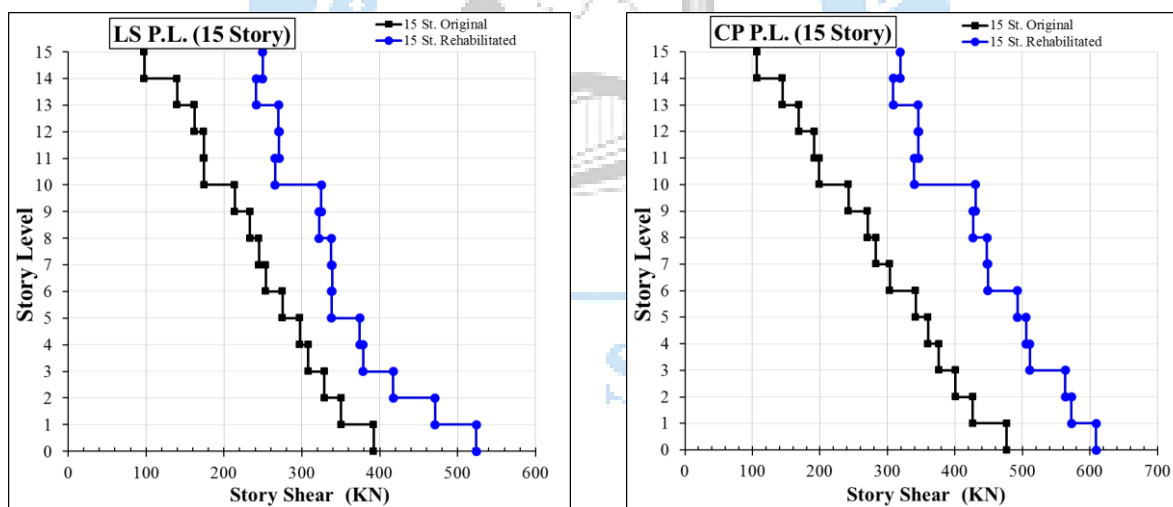 LS P.L. (15 Story)
15 St. Original
15 St. Rehabilitated
15
14
13
12
11
10
9
8
7
6
5
4
3
2
1
0
Story Level
0 100 200 300 400 500 600
Story Shear (KN)
CP P.L. (15 Story)
15 St. Original
15 St. Rehabilitated
15
14
13
12
11
10
9
8
7
6
5
4
3
2
1
0
Story Level
0 100 200 300 400 500 600 700
Story Shear (KN)